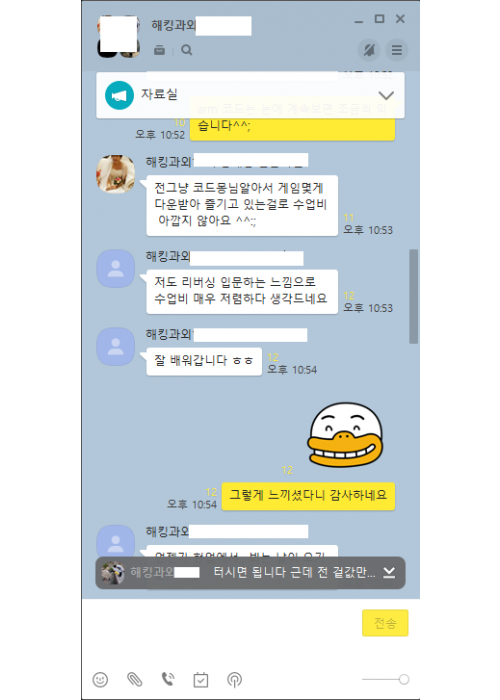 해킹과외
자료실
습니다^^;
10
오후 10:52
해킹과외
전그냥 코드몽님알아서 게임몇게
다운받아 즐기고 있는걸로 수업비
아깝지 않아요 ^^:;
11
오후 10:53
해킹과외
저도 리버싱 입문하는 느낌으로
수업비 매우 저렴하다 생각드네요
12
오후 10:53
해킹과외
잘 배워갑니다 ㅎㅎ
12
오후 10:54
12
그렇게 느끼셨다니 감사하네요
12
오후 10:54
해킹과외
해킹과외 터시면 됩니다 근데 전 겉값만...
전송